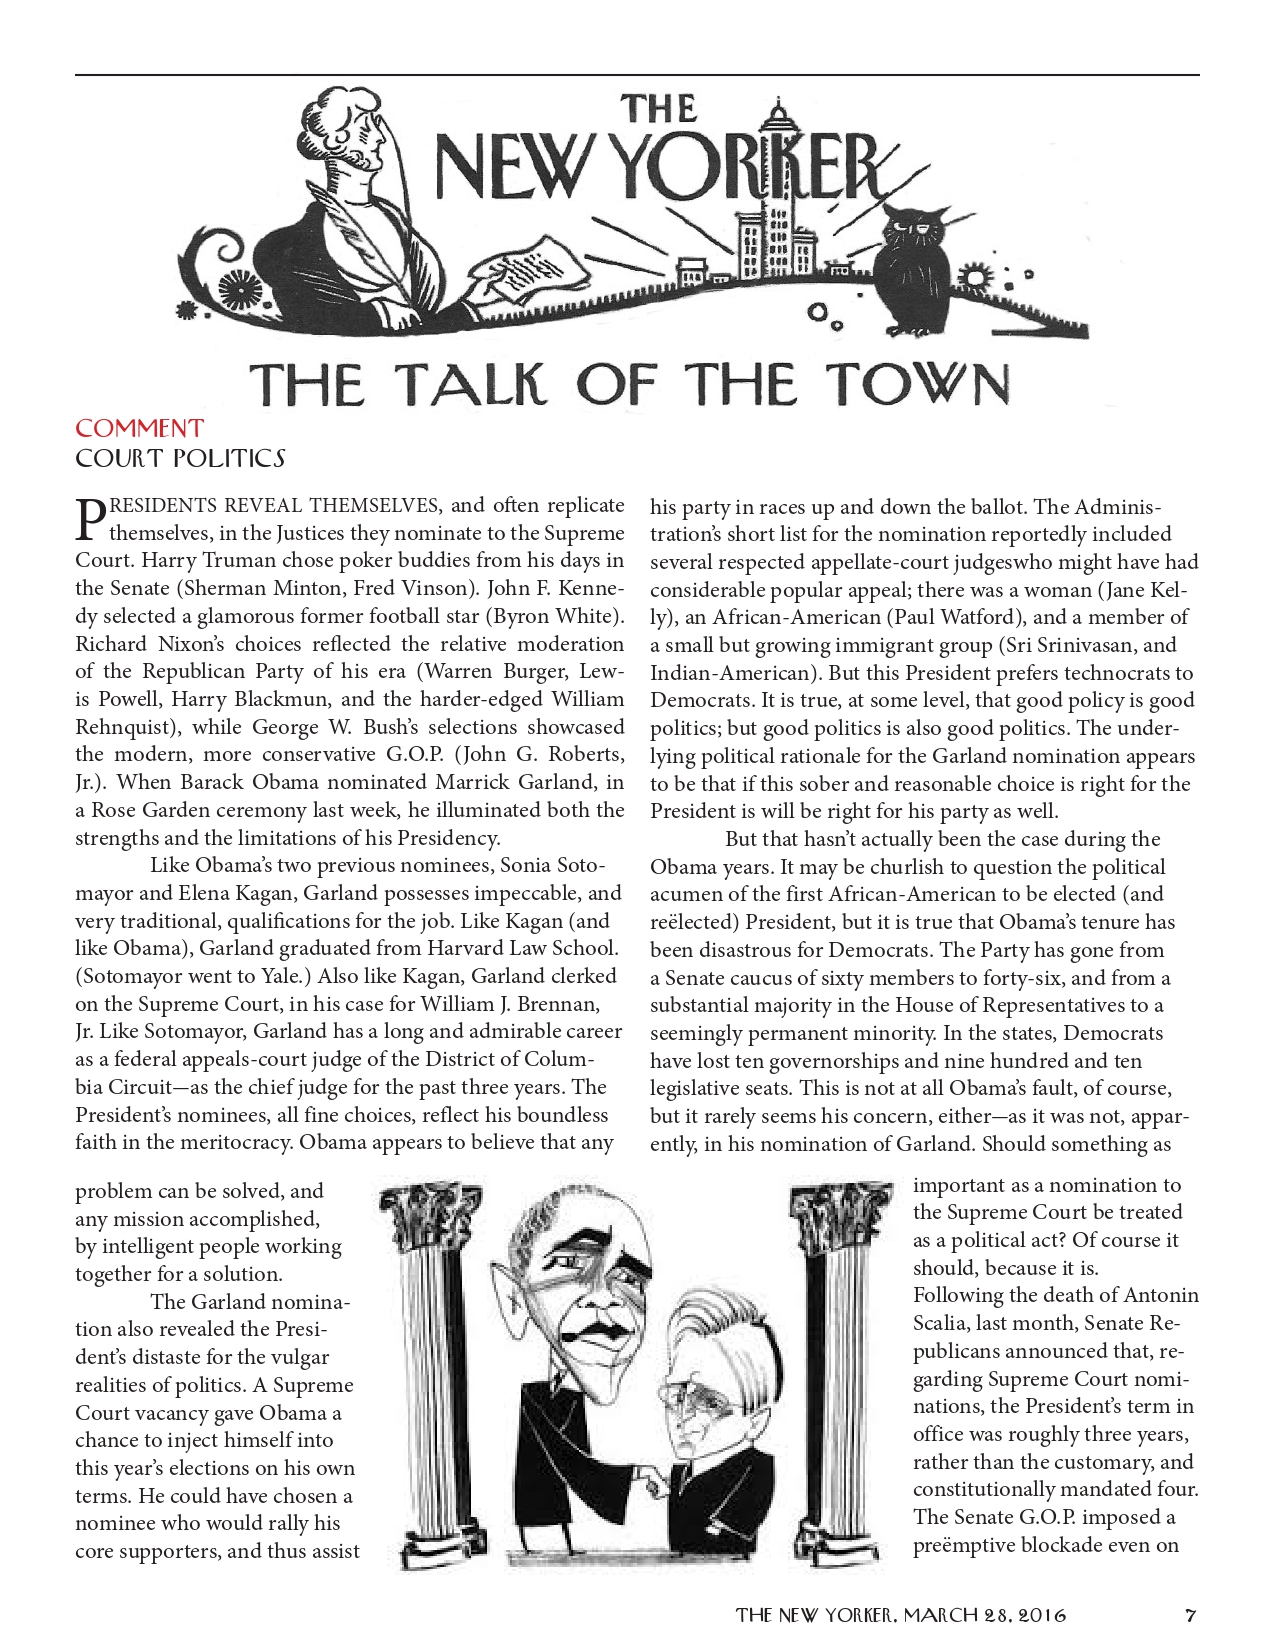 THE
NEW YORKER
THE TALK OF THE TOWN
COMMENT
COURT POLITICS
PRESIDENTS REVEAL THEMSELVES, and often replicate
themselves, in the Justices they nominate to the Supreme
Court. Harry Truman chose poker buddies from his days in
the Senate (Sherman Minton, Fred Vinson). John F. Kenne-
dy selected a glamorous former football star (Byron White).
Richard Nixon's choices reflected the relative moderation
of the Republican Party of his era (Warren Burger, Lew-
is Powell, Harry Blackmun, and the harder-edged William
Rehnquist), while George W. Bush's selections showcased
the modern, more conservative G.O.P. (John G. Roberts,
Jr.). When Barack Obama nominated Marrick Garland, in
a Rose Garden ceremony last week, he illuminated both the
strengths and the limitations of his Presidency.
Like Obama's two previous nominees, Sonia Soto-
mayor and Elena Kagan, Garland possesses impeccable, and
very traditional, qualifications for the job. Like Kagan (and
like Obama), Garland graduated from Harvard Law School.
(Sotomayor went to Yale.) Also like Kagan, Garland clerked
on the Supreme Court, in his case for William J. Brennan,
Jr. Like Sotomayor, Garland has a long and admirable career
as a federal appeals-court judge of the District of Colum-
bia Circuit—as the chief judge for the past three years. The
President's nominees, all fine choices, reflect his boundless
faith in the meritocracy. Obama appears to believe that any
problem can be solved, and
any mission accomplished,
by intelligent people working
together for a solution.
The Garland nomina-
tion also revealed the Presi-
dent's distaste for the vulgar
realities of politics. A Supreme
Court vacancy gave Obama a
chance to inject himself into
this year's elections on his own
terms. He could have chosen a
nominee who would rally his
core supporters, and thus assist
his party in races up and down the ballot. The Adminis-
tration's short list for the nomination reportedly included
several respected appellate-court judgeswho might have had
considerable popular appeal; there was a woman (Jane Kel-
ly), an African-American (Paul Watford), and a member of
a small but growing immigrant group (Sri Srinivasan, and
Indian-American). But this President prefers technocrats to
Democrats. It is true, at some level, that good policy is good
politics; but good politics is also good politics. The under-
lying political rationale for the Garland nomination appears
to be that if this sober and reasonable choice is right for the
President is will be right for his party as well.
But that hasn't actually been the case during the
Obama years. It may be churlish to question the political
acumen of the first African-American to be elected (and
reëlected) President, but it is true that Obama's tenure has
been disastrous for Democrats. The Party has gone from
a Senate caucus of sixty members to forty-six, and from a
substantial majority in the House of Representatives to a
seemingly permanent minority. In the states, Democrats
have lost ten governorships and nine hundred and ten
legislative seats. This is not at all Obama's fault, of course,
but it rarely seems his concern, either—as it was not, appar-
ently, in his nomination of Garland. Should something as
important as a nomination to
the Supreme Court be treated
as a political act? Of course it
should, because it is.
Following the death of Antonin
Scalia, last month, Senate Re-
publicans announced that, re-
garding Supreme Court nomi-
nations, the President's term in
office was roughly three years,
rather than the customary, and
constitutionally mandated four.
The Senate G.O.P. imposed a
preëmptive blockade even on
THE NEW YORKER, MARCH 28, 2016 7